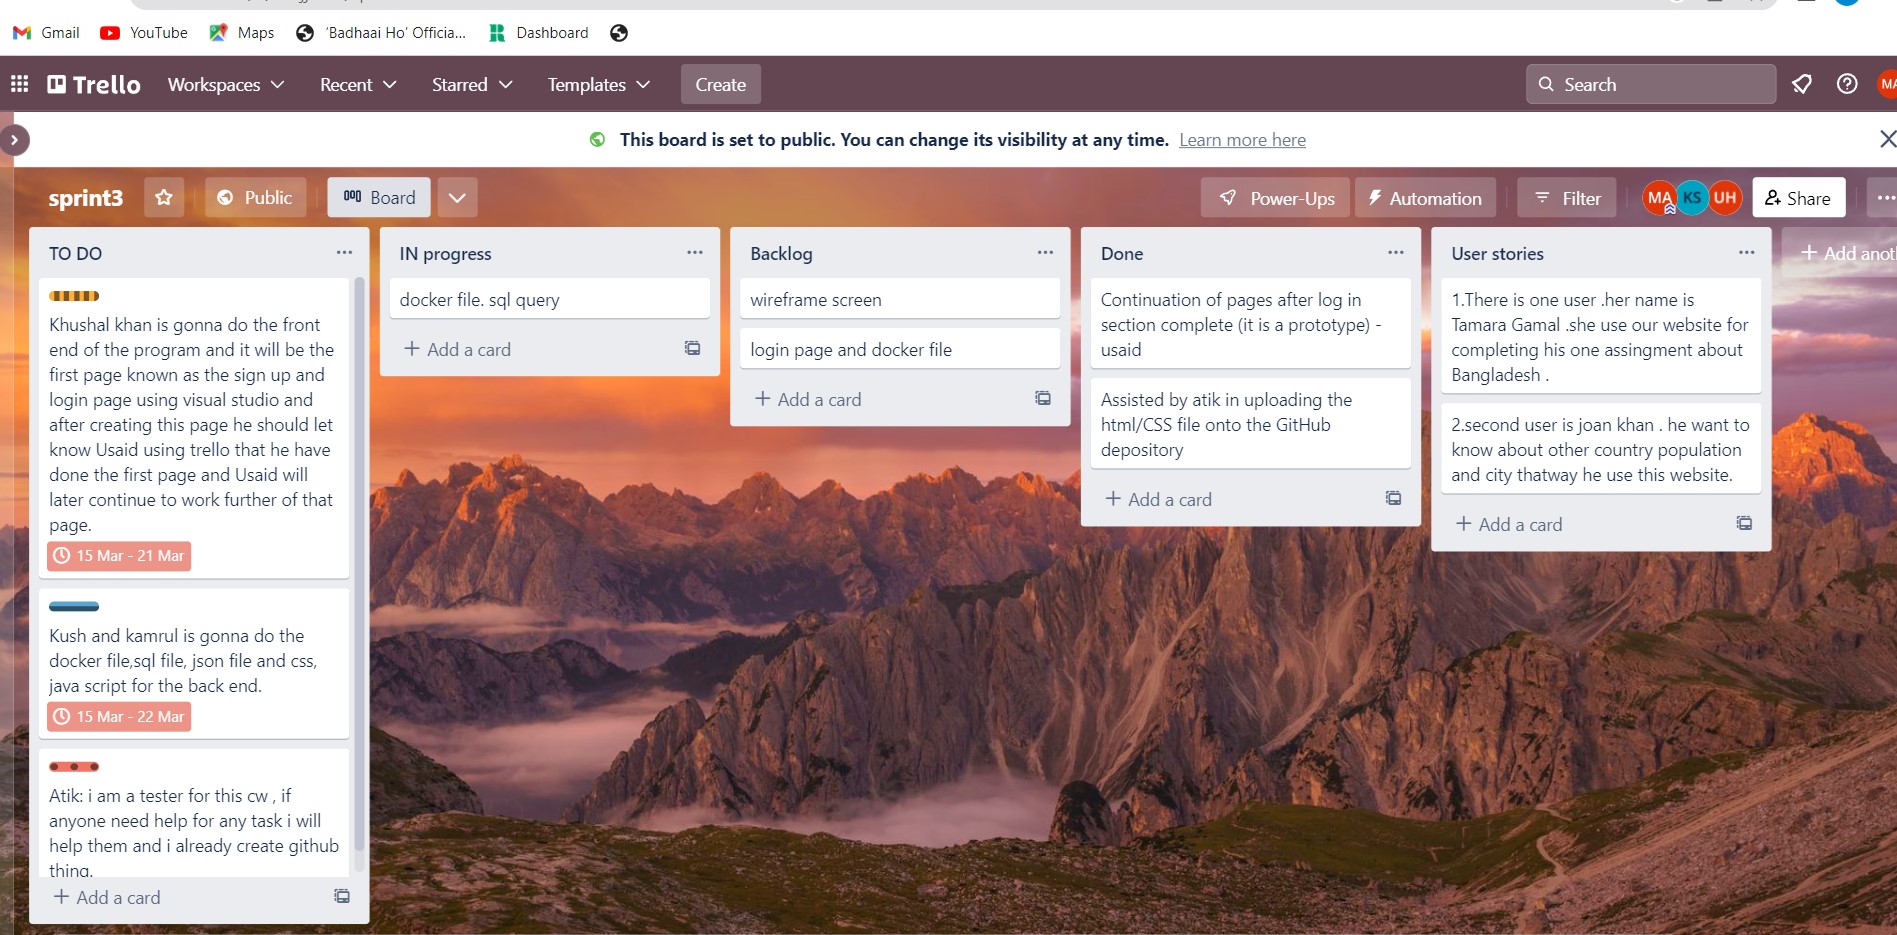 Gmail
YouTube
Maps
'Badhaai Ho' Officia...
Dashboard
Trello
Workspaces
Recent
Starred
Templates
Create
Search
MA
This board is set to public. You can change its visibility at any time. Learn more here
sprint3
Public
Board
Power-Ups
Automation
Filter
MA
KS
UH
Share
TO DO
Khushal khan is gonna do the front
end of the program and it will be the
first page known as the sign up and
login page using visual studio and
after creating this page he should let
know Usaid using trello that he have
done the first page and Usaid will
later continue to work further of that
page.
15 Mar - 21 Mar
Kush and kamrul is gonna do the
docker file,sql file, json file and css,
java script for the back end.
15 Mar - 22 Mar
Atik: i am a tester for this cw , if
anyone need help for any task i will
help them and i already create github
thing.
+ Add a card
IN progress
docker file. sql query
+ Add a card
Backlog
wireframe screen
login page and docker file
+ Add a card
Done
Continuation of pages after log in
section complete (it is a prototype) -
usaid
Assisted by atik in uploading the
html/CSS file onto the GitHub
depository
+ Add a card
User stories
1.There is one user .her name is
Tamara Gamal .she use our website for
completing his one assingment about
Bangladesh .
2.second user is joan khan . he want to
know about other country population
and city thatway he use this website.
+ Add a card
+ Add anoth